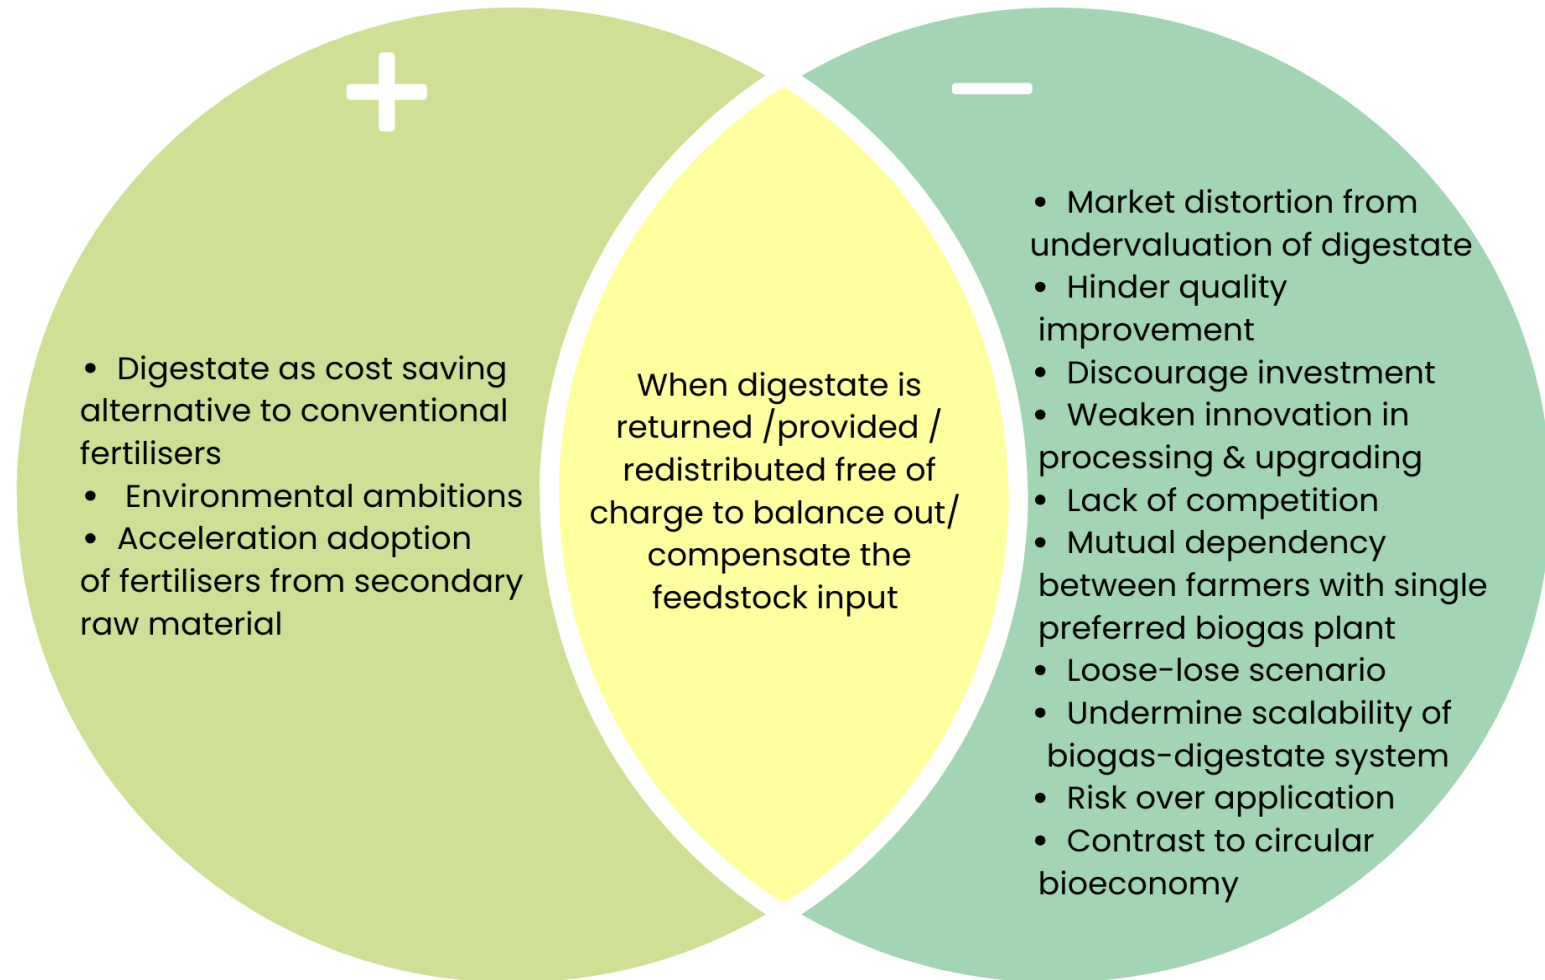 • Digestate as cost saving
alternative to conventional
fertilisers
• Environmental ambitions
• Acceleration adoption
of fertilisers from secondary
raw material
When digestate is
returned /provided /
redistributed free of
charge to balance out/
compensate the
feedstock input
• Market distortion from
undervaluation of digestate
• Hinder quality
improvement
• Discourage investment
• Weaken innovation in
processing & upgrading
• Lack of competition
• Mutual dependency
between farmers with single
preferred biogas plant
• Loose-lose scenario
• Undermine scalability of
biogas-digestate system
• Risk over application
• Contrast to circular
bioeconomy